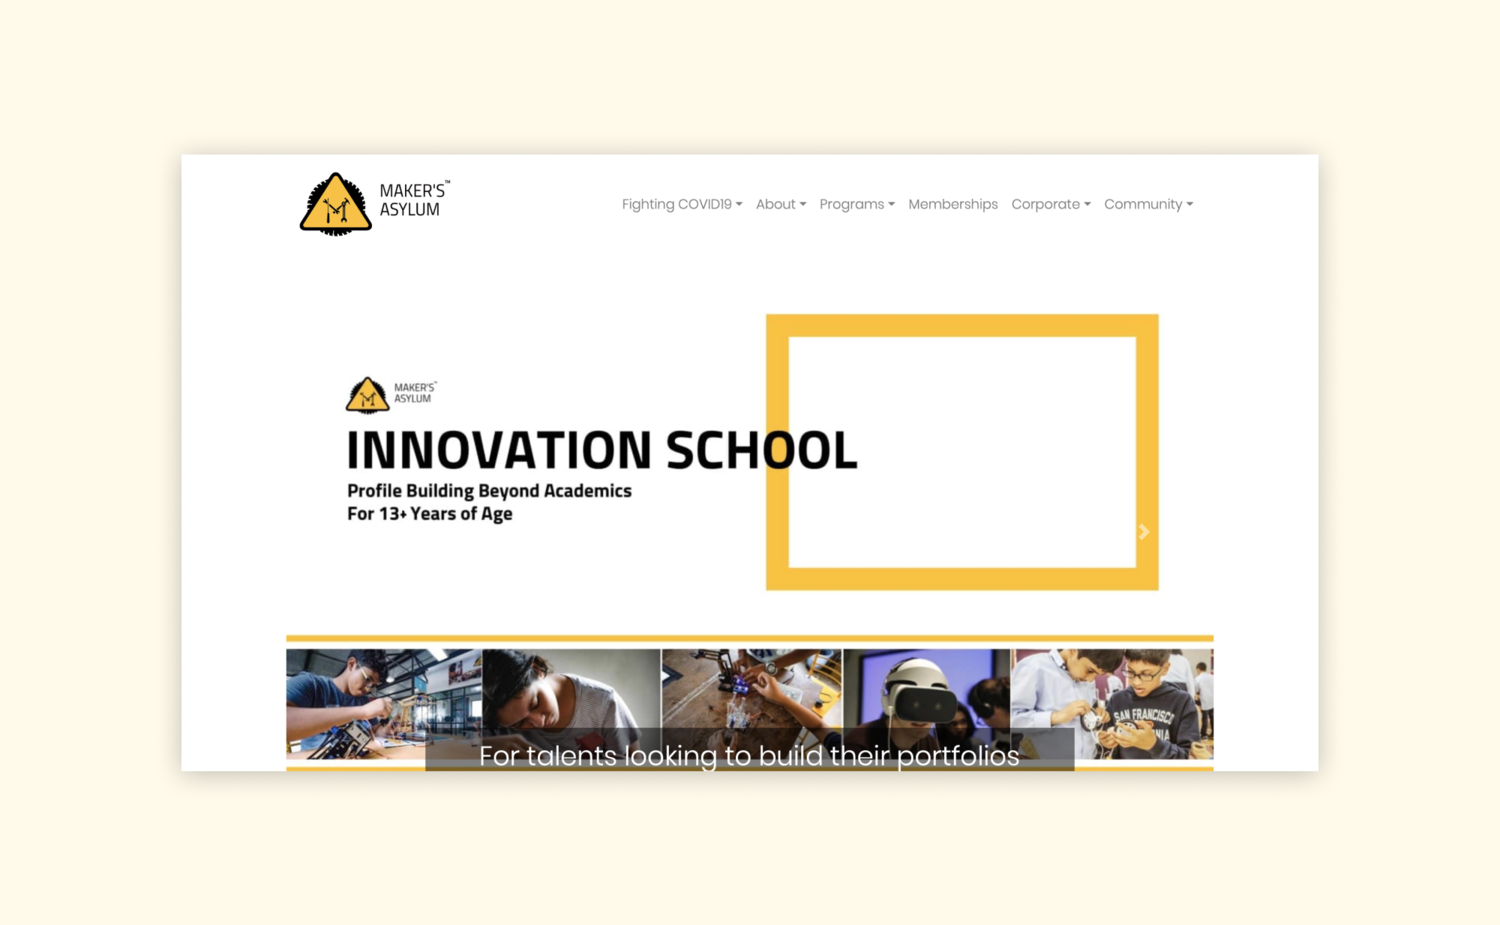 MAKER'S™
ASYLUM
Fighting COVID19 About Programs Memberships Corporate Community
MAKER'S™
ASYLUM
INNOVATION SCHOOL
Profile Building Beyond Academics
For 13+ Years of Age
SAN FRANCISCO
For talents looking to build their portfolios